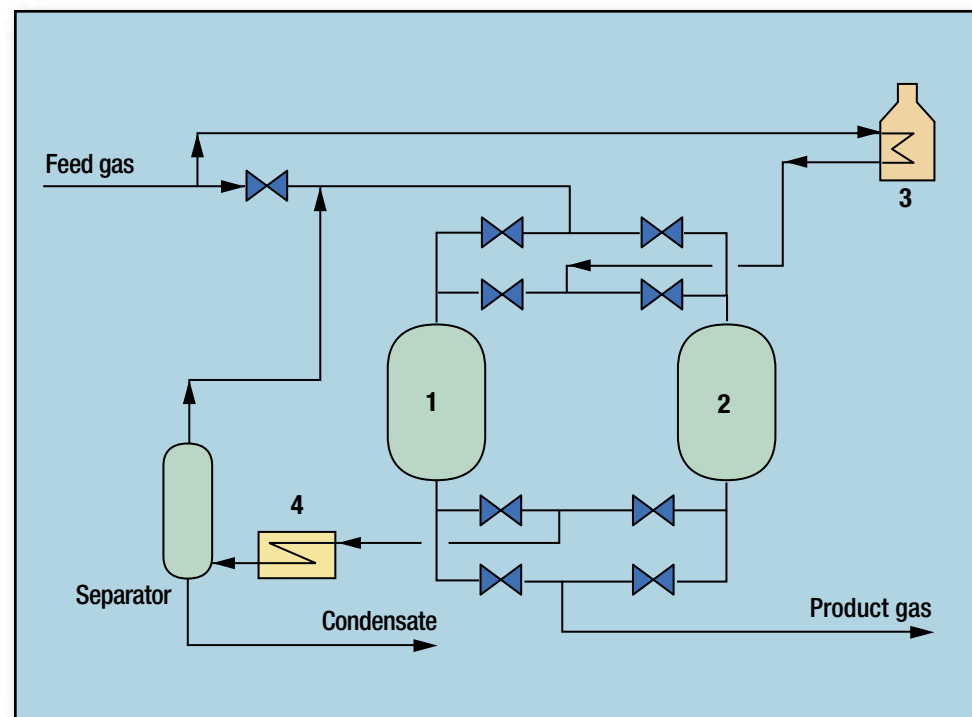 Feed gas
3
1
2
4
Separator
Condensate
Product gas